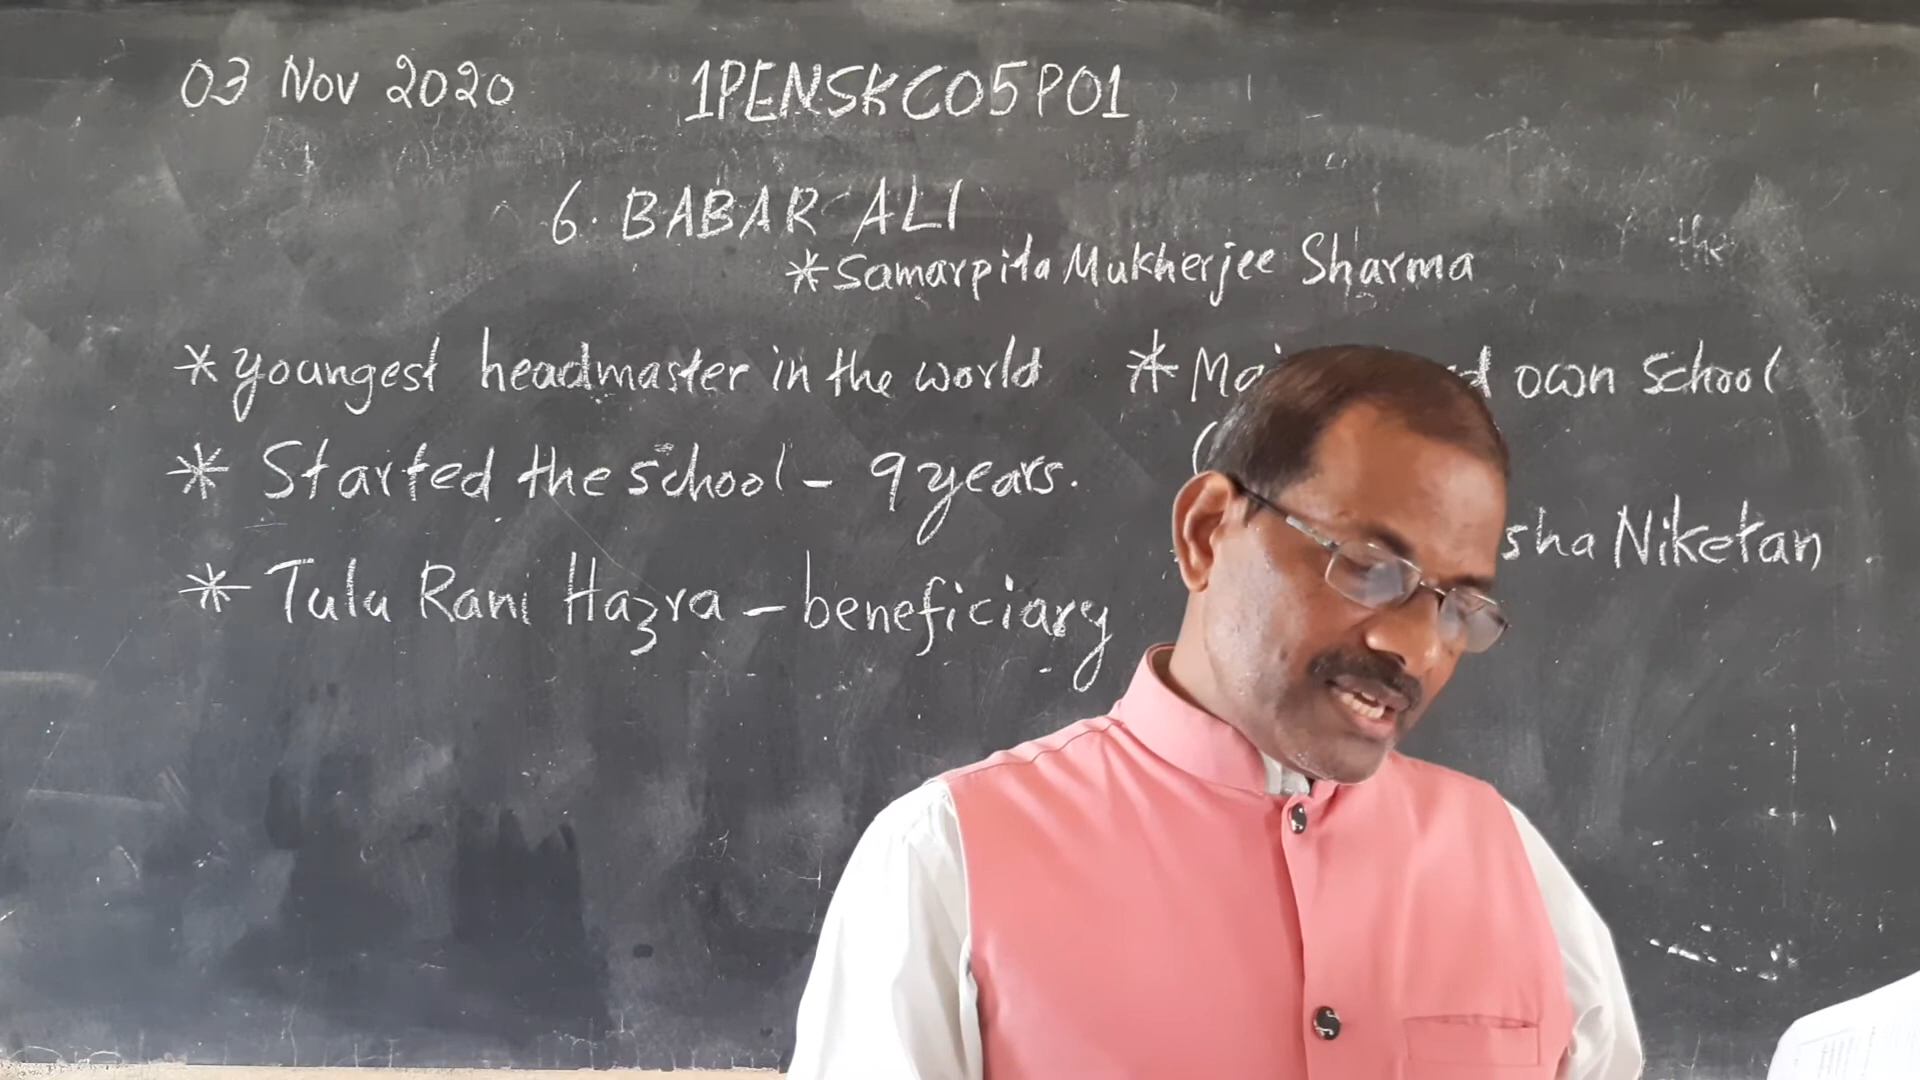 03 Nov 2020 1PENSKC05P01
6. BABAR ALI
the
*Samarpita Mukherjee Sharma
*youngest headmaster in the world
* own school
* Started the school - 9 years.
Niketan
* Tulu Rani Hazra - beneficiary